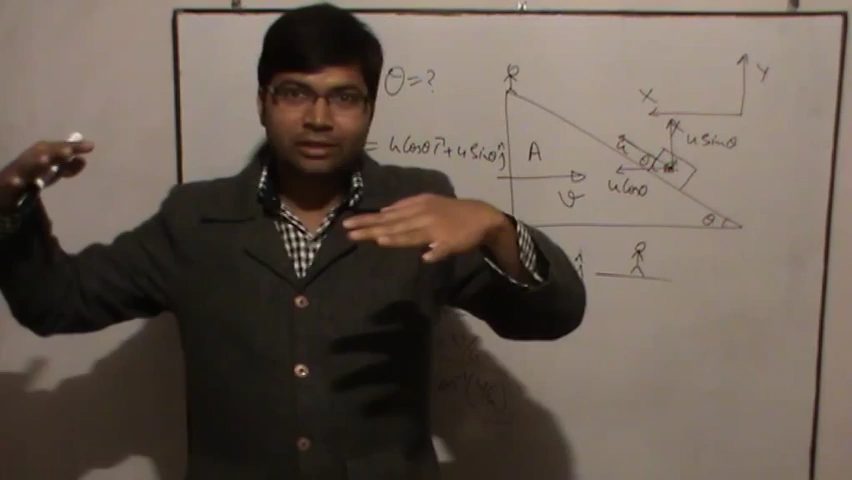 θ = ?
= u cosθ î + u sinθ ĵ
A
v
X
Y
u
θ
u sinθ
u cosθ
θ
ĵ